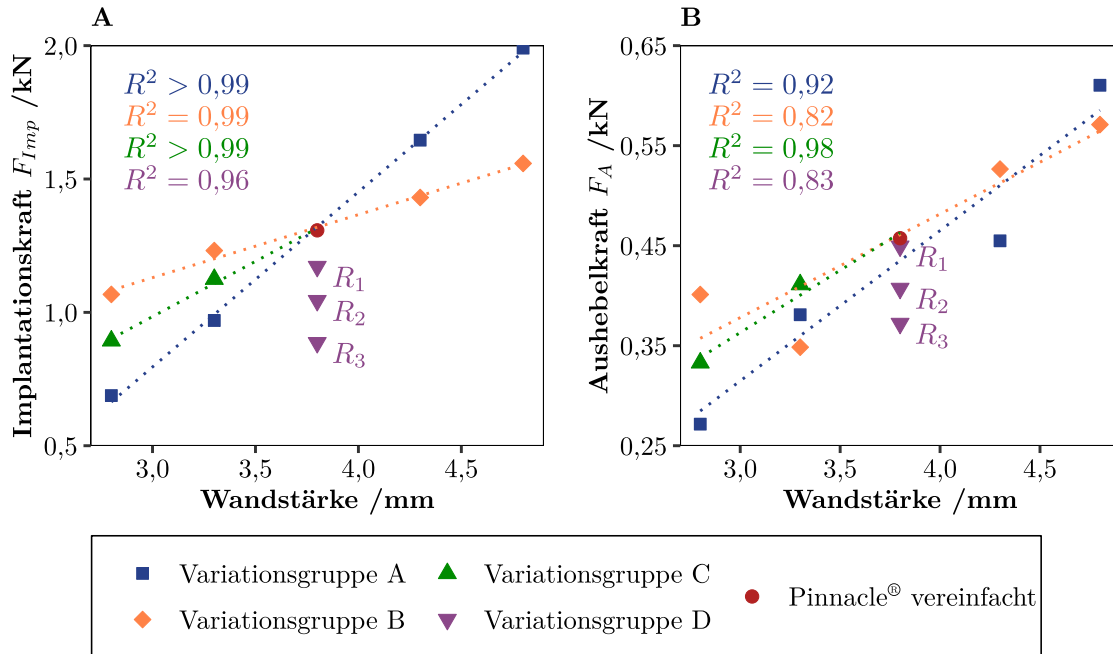 A
Implantationskraft F_Imp /kN
2,0
1,5
1,0
0,5
R² > 0,99
R² = 0,99
R² > 0,99
R² = 0,96
R₁
R₂
R₃
3,0 3,5 4,0 4,5
Wandstärke /mm
B
Aushebelkraft F_A /kN
0,65
0,55
0,45
0,35
0,25
R² = 0,92
R² = 0,82
R² = 0,98
R² = 0,83
R₁
R₂
R₃
3,0 3,5 4,0 4,5
Wandstärke /mm
Variationsgruppe A
Variationsgruppe B
Variationsgruppe C
Variationsgruppe D
Pinnacle® vereinfacht